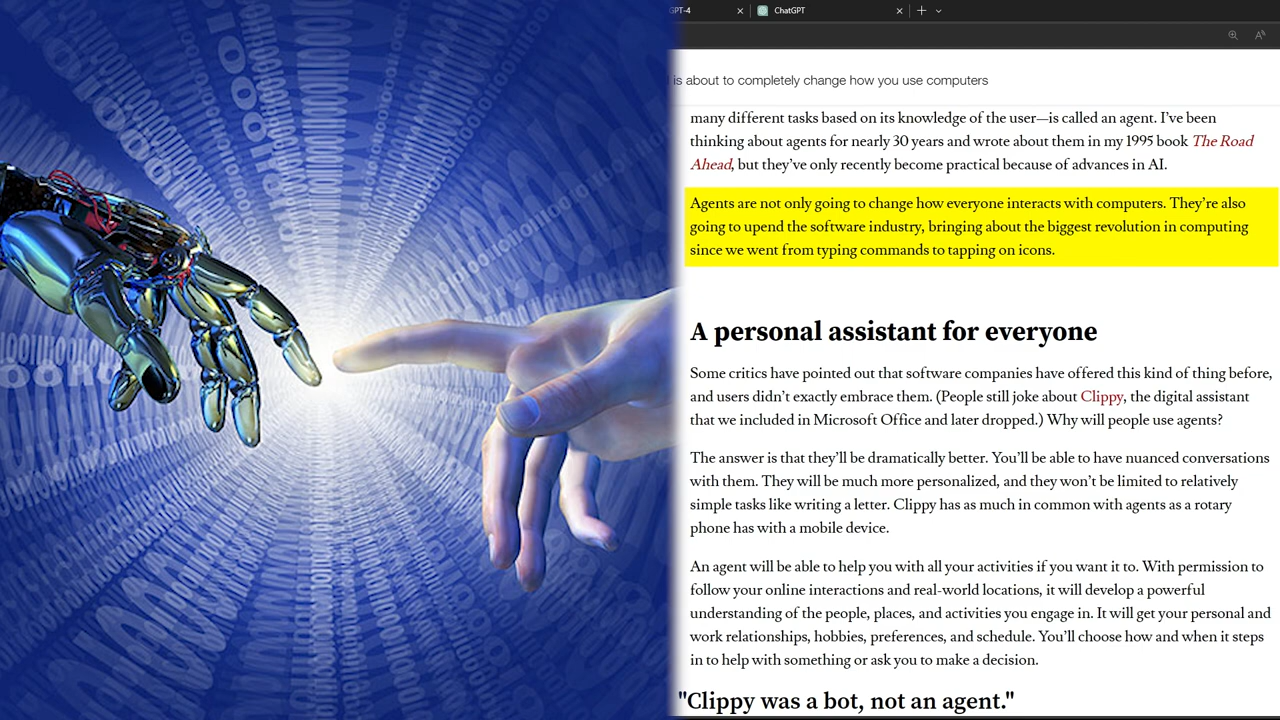 GPT-4
ChatGPT
is about to completely change how you use computers
many different tasks based on its knowledge of the user—is called an agent. I've been
thinking about agents for nearly 30 years and wrote about them in my 1995 book The Road
Ahead, but they've only recently become practical because of advances in AI.
Agents are not only going to change how everyone interacts with computers. They're also
going to upend the software industry, bringing about the biggest revolution in computing
since we went from typing commands to tapping on icons.
A personal assistant for everyone
Some critics have pointed out that software companies have offered this kind of thing before,
and users didn't exactly embrace them. (People still joke about Clippy, the digital assistant
that we included in Microsoft Office and later dropped.) Why will people use agents?
The answer is that they'll be dramatically better. You'll be able to have nuanced conversations
with them. They will be much more personalized, and they won't be limited to relatively
simple tasks like writing a letter. Clippy has as much in common with agents as a rotary
phone has with a mobile device.
An agent will be able to help you with all your activities if you want it to. With permission to
follow your online interactions and real-world locations, it will develop a powerful
understanding of the people, places, and activities you engage in. It will get your personal and
work relationships, hobbies, preferences, and schedule. You'll choose how and when it steps
in to help with something or ask you to make a decision.
"Clippy was a bot, not an agent."